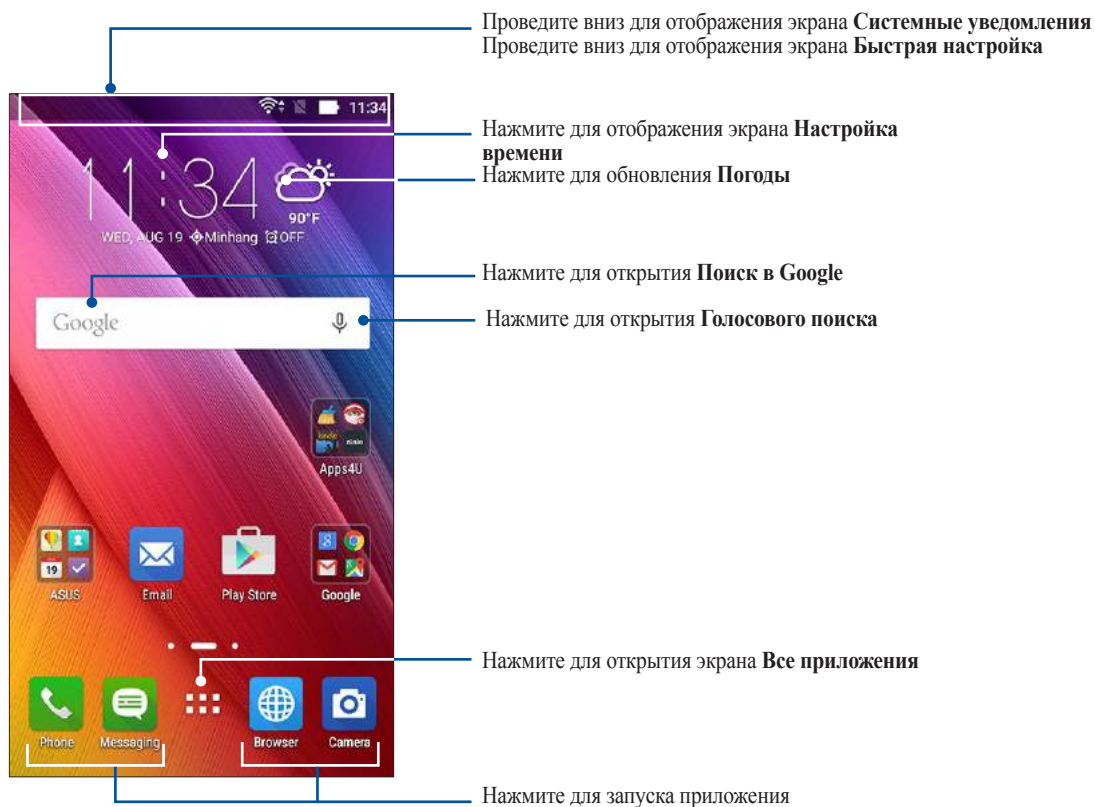 Проведите вниз для отображения экрана Системные уведомления
Проведите вниз для отображения экрана Быстрая настройка
11:34
Нажмите для отображения экрана Настройка
времени
Нажмите для обновления Погоды
11:34
90°F
WED, AUG 19 Minhang OFF
Нажмите для открытия Поиск в Google
Google
Нажмите для открытия Голосового поиска
kindle
Apps4U
19
8
ASUS
Email
Play Store
Google
Нажмите для открытия экрана Все приложения
Phone
Messaging
Browser
Camera
Нажмите для запуска приложения